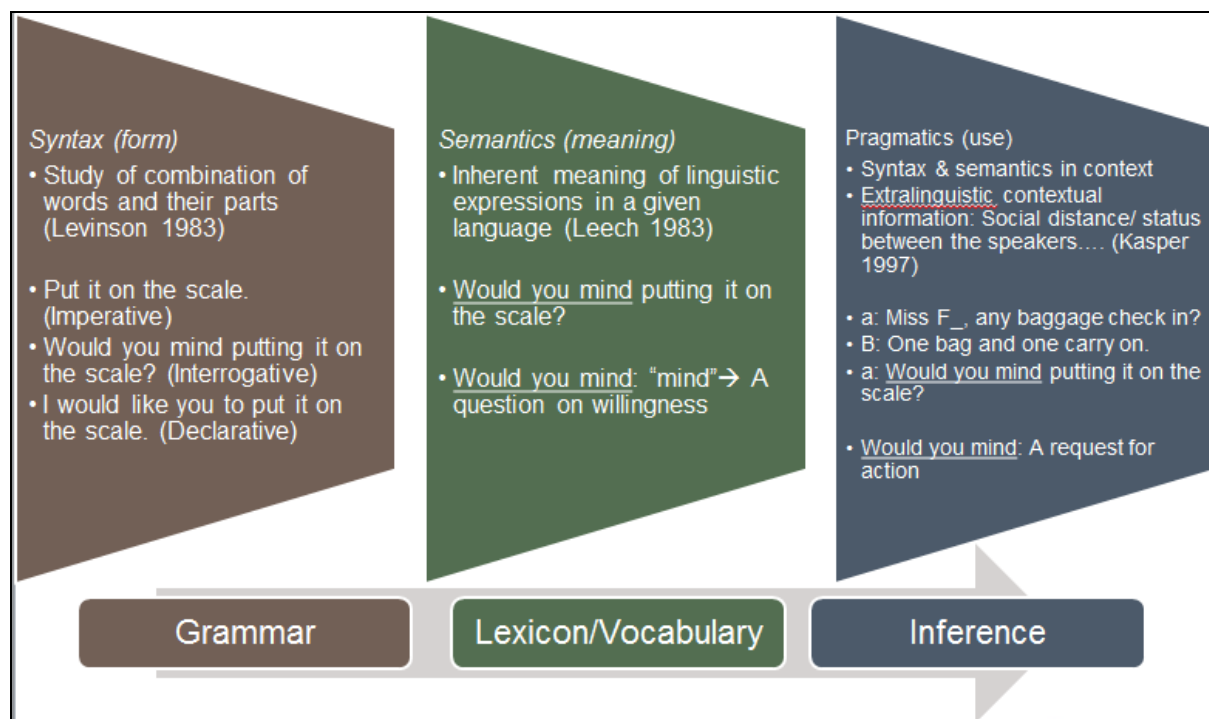 Syntax (form)
• Study of combination of
words and their parts
(Levinson 1983)
• Put it on the scale.
(Imperative)
• Would you mind putting it on
the scale? (Interrogative)
• I would like you to put it on
the scale. (Declarative)
Semantics (meaning)
• Inherent meaning of linguistic
expressions in a given
language (Leech 1983)
• Would you mind putting it on
the scale?
• Would you mind: “mind”→ A
question on willingness
Pragmatics (use)
• Syntax & semantics in context
• Extralinguistic contextual
information: Social distance/ status
between the speakers…. (Kasper
1997)
• a: Miss F_, any baggage check in?
• B: One bag and one carry on.
• a: Would you mind putting it on the
scale?
• Would you mind: A request for
action
Grammar
Lexicon/Vocabulary
Inference